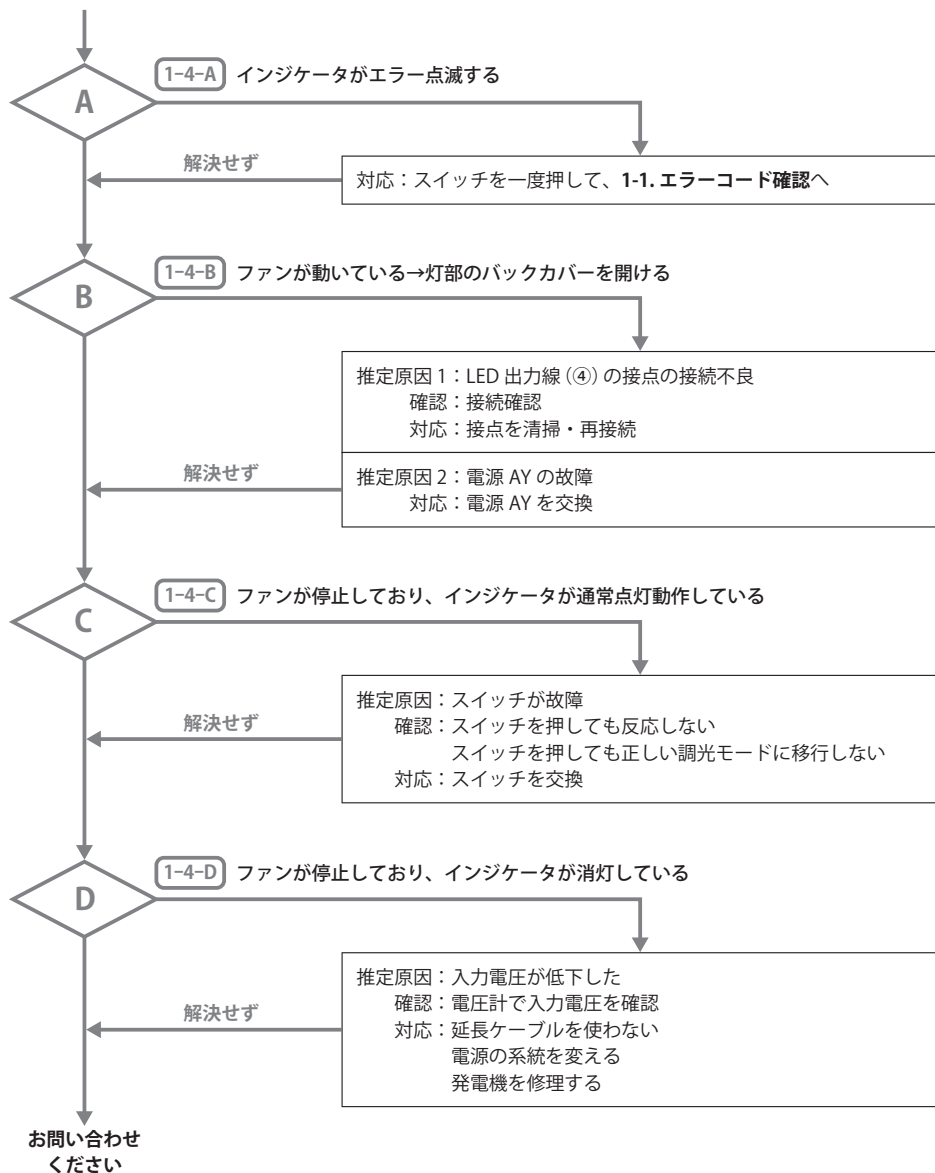 1-4-A インジケータがエラー点滅する
A
解決せず
対応：スイッチを一度押して、1-1. エラーコード確認へ
1-4-B ファンが動いている→灯部のバックカバーを開ける
B
推定原因 1：LED 出力線（④）の接点の接続不良
確認：接続確認
対応：接点を清掃・再接続
解決せず
推定原因 2：電源 AY の故障
対応：電源 AY を交換
1-4-C ファンが停止しており、インジケータが通常点灯動作している
C
推定原因：スイッチが故障
解決せず
確認：スイッチを押しても反応しない
スイッチを押しても正しい調光モードに移行しない
対応：スイッチを交換
1-4-D ファンが停止しており、インジケータが消灯している
D
推定原因：入力電圧が低下した
確認：電圧計で入力電圧を確認
解決せず
対応：延長ケーブルを使わない
電源の系統を変える
発電機を修理する
お問い合わせ
ください